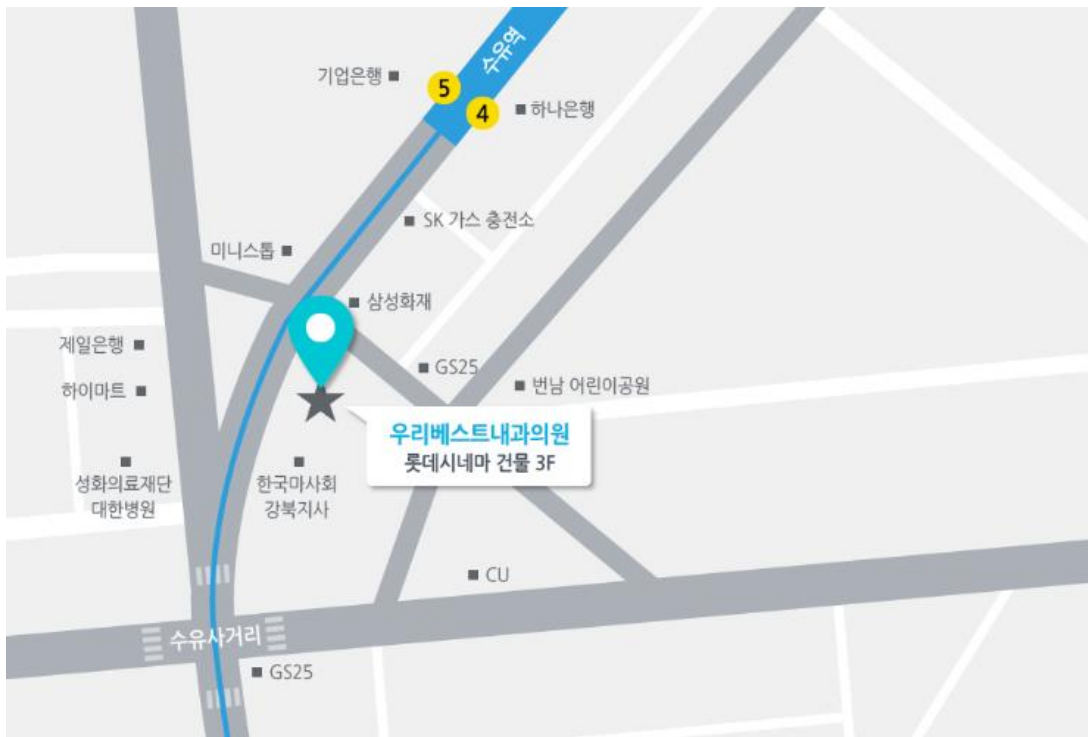 수유역
기업은행
5
4
하나은행
SK 가스 충전소
미니스톱
삼성화재
제일은행
GS25
하이마트
번남 어린이공원
우리베스트내과의원
롯데시네마 건물 3F
성화의료재단
대한병원
한국마사회
강북지사
CU
수유사거리
GS25